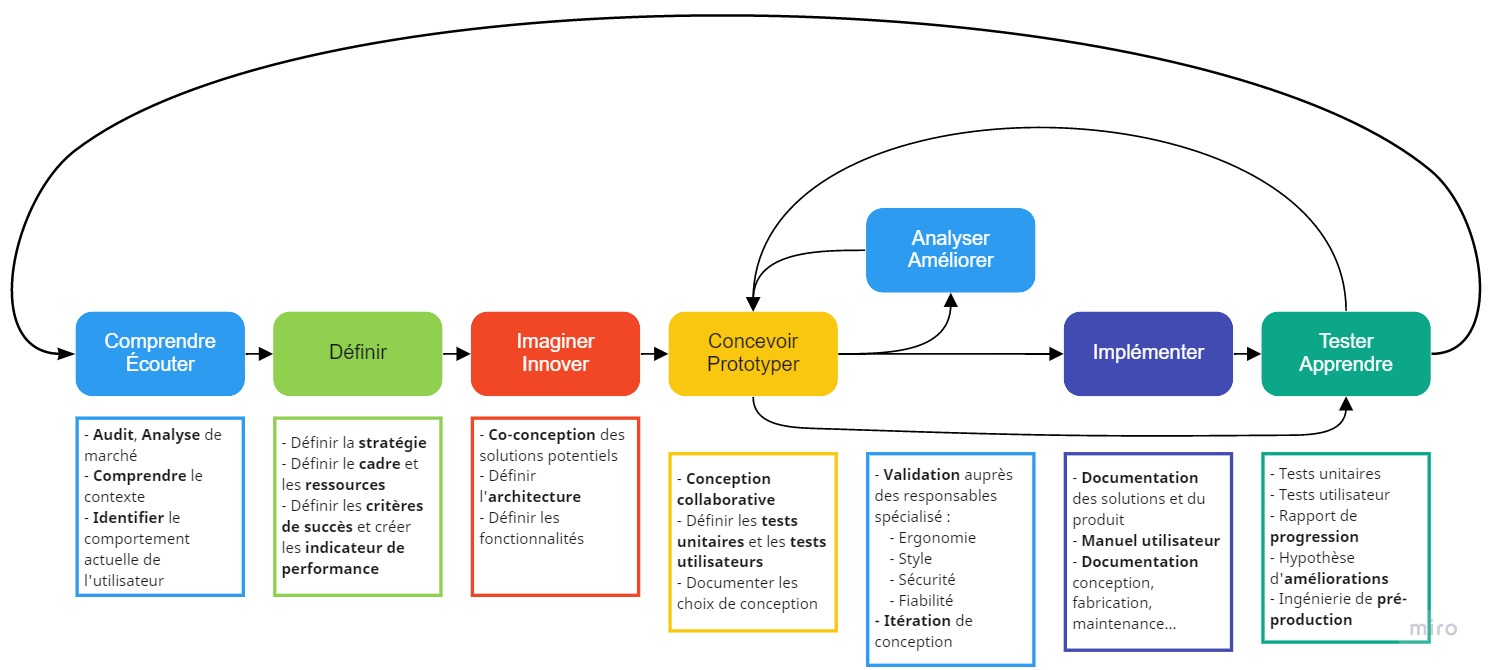 Analyser
Améliorer
Comprendre
Écouter
Définir
Imaginer
Innover
Concevoir
Prototyper
Implémenter
Tester
Apprendre
- Audit, Analyse de
marché
- Comprendre le
contexte
- Identifier le
comportement
actuelle de
l'utilisateur
- Définir la stratégie
- Définir le cadre et
les ressources
- Définir les critères
de succès et créer
les indicateur de
performance
- Co-conception des
solutions potentiels
- Définir
l'architecture
- Définir les
fonctionnalités
- Conception
collaborative
- Définir les tests
unitaires et les tests
utilisateurs
- Documenter les
choix de conception
- Validation auprès
des responsables
spécialisé :
- Ergonomie
- Style
- Sécurité
- Fiabilité
- Itération de
conception
- Documentation
des solutions et du
produit
- Manuel utilisateur
- Documentation
conception,
fabrication,
maintenance...
- Tests unitaires
- Tests utilisateur
- Rapport de
progression
- Hypothèse
d'améliorations
- Ingénierie de pré-
production
miro